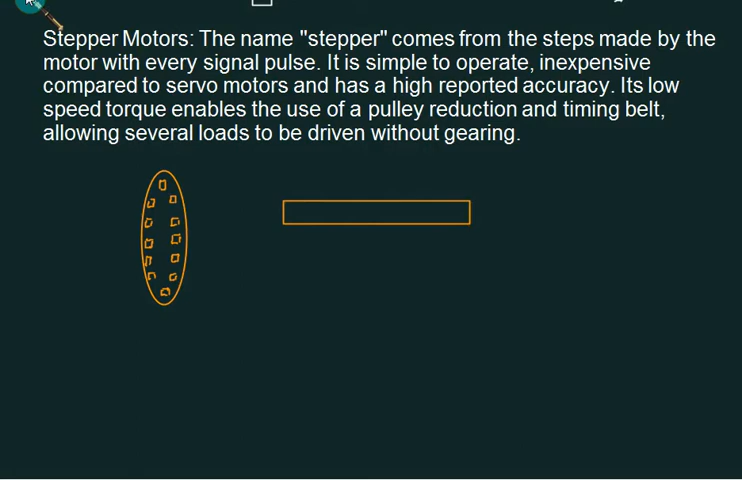 Stepper Motors: The name "stepper" comes from the steps made by the
motor with every signal pulse. It is simple to operate, inexpensive
compared to servo motors and has a high reported accuracy. Its low
speed torque enables the use of a pulley reduction and timing belt,
allowing several loads to be driven without gearing.